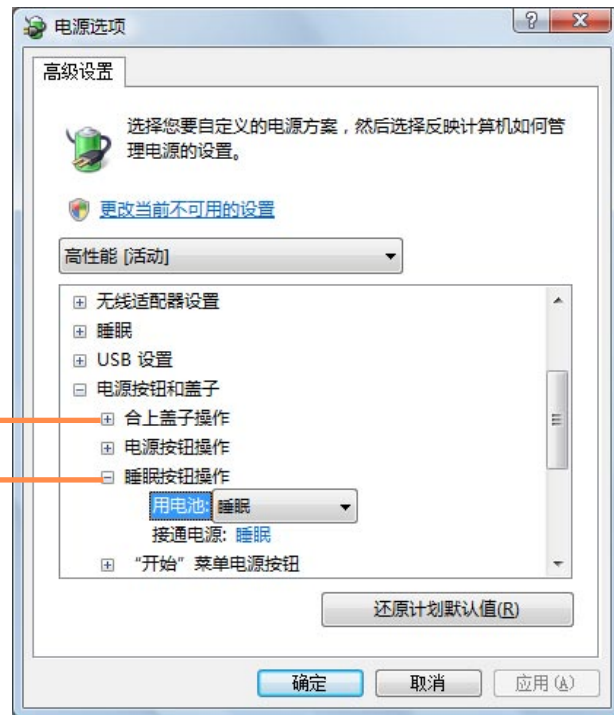 电源选项
高级设置
选择您要自定义的电源方案，然后选择反映计算机如何管
理电源的设置。
更改当前不可用的设置
高性能 [活动]
无线适配器设置
睡眠
USB 设置
电源按钮和盖子
合上盖子操作
电源按钮操作
睡眠按钮操作
用电池: 睡眠
接通电源: 睡眠
“开始”菜单电源按钮
还原计划默认值(R)
确定 取消 应用(A)